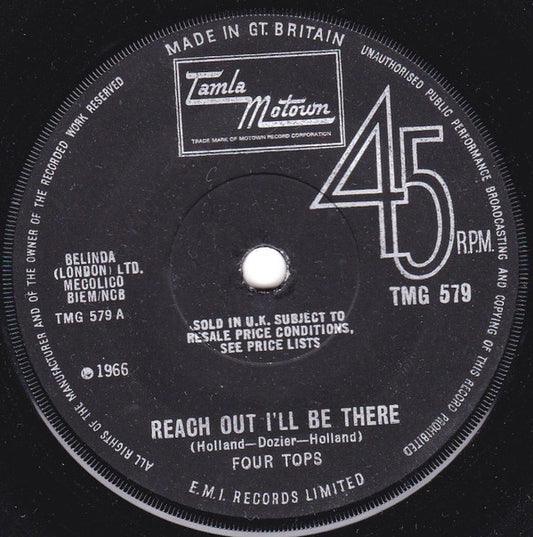 MADE IN GT. BRITAIN
UNAUTHORISED PUBLIC PERFORMANCE BROADCASTING AND COPYING OF THIS RECORD PROHIBITED
ALL RIGHTS OF THE MANUFACTURER AND OF THE OWNER OF THE RECORDED WORK RESERVED
Tamla
Motown
TRADE MARK OF MOTOWN RECORD CORPORATION
45
R.P.M.
TMG 579
BELINDA
(LONDON) LTD.
MECOLICO
BIEM/NCB
TMG 579 A
SOLD IN U.K. SUBJECT TO
RESALE PRICE CONDITIONS,
SEE PRICE LISTS
℗ 1966
REACH OUT I'LL BE THERE
(Holland—Dozier—Holland)
FOUR TOPS
E.M.I. RECORDS LIMITED